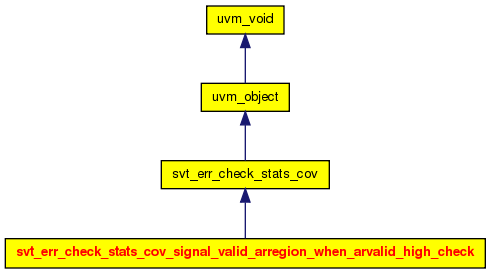 uvm_void
uvm_object
svt_err_check_stats_cov
svt_err_check_stats_cov_signal_valid_arregion_when_arvalid_high_check